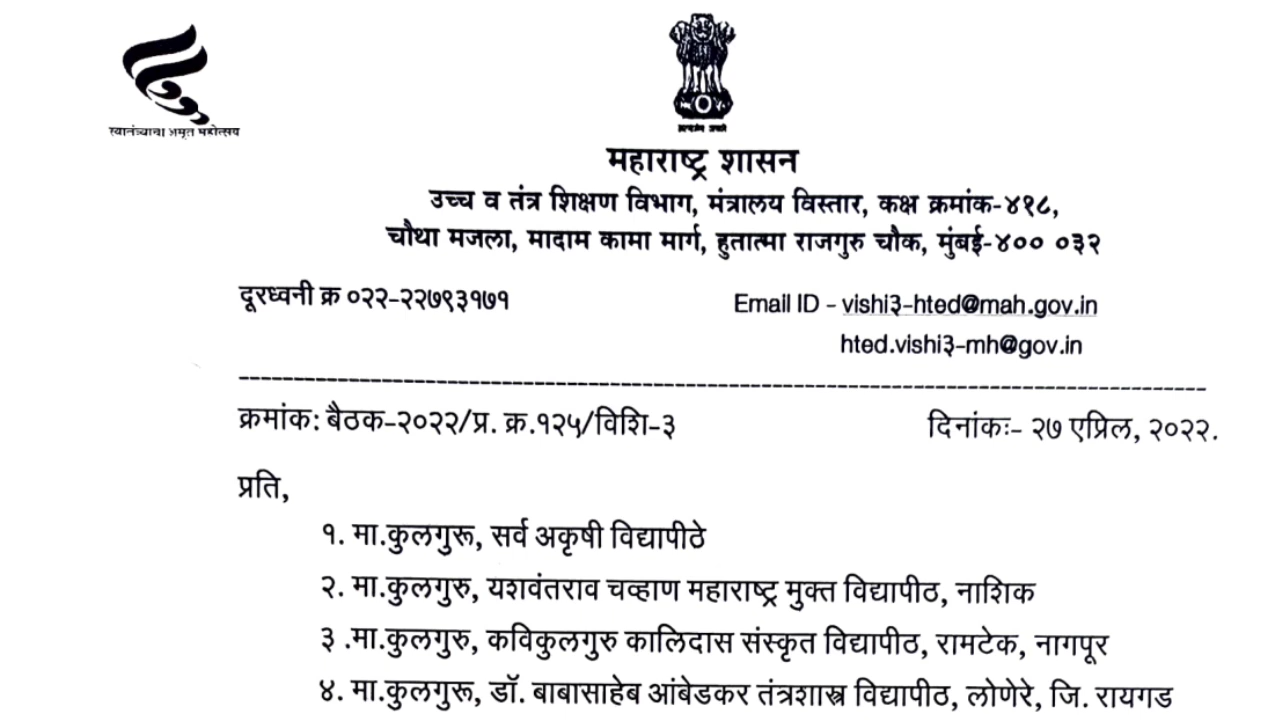 स्वातंत्र्याचा अमृत महोत्सव
महाराष्ट्र शासन
उच्च व तंत्र शिक्षण विभाग, मंत्रालय विस्तार, कक्ष क्रमांक-४१८,
चौथा मजला, मादाम कामा मार्ग, हुतात्मा राजगुरु चौक, मुंबई-४०० ०३२
दूरध्वनी क्र ०२२-२२७९३१७१ Email ID - vishi३-hted@mah.gov.in
hted.vishi३-mh@gov.in
क्रमांक: बैठक-२०२२/प्र. क्र.१२५/विशि-३ दिनांकः- २७ एप्रिल, २०२२.
प्रति,
१. मा.कुलगुरू, सर्व अकृषी विद्यापीठे
२. मा.कुलगुरु, यशवंतराव चव्हाण महाराष्ट्र मुक्त विद्यापीठ, नाशिक
३ .मा.कुलगुरु, कविकुलगुरु कालिदास संस्कृत विद्यापीठ, रामटेक, नागपूर
४. मा.कुलगुरू, डॉ. बाबासाहेब आंबेडकर तंत्रशास्त्र विद्यापीठ, लोणेरे, जि. रायगड